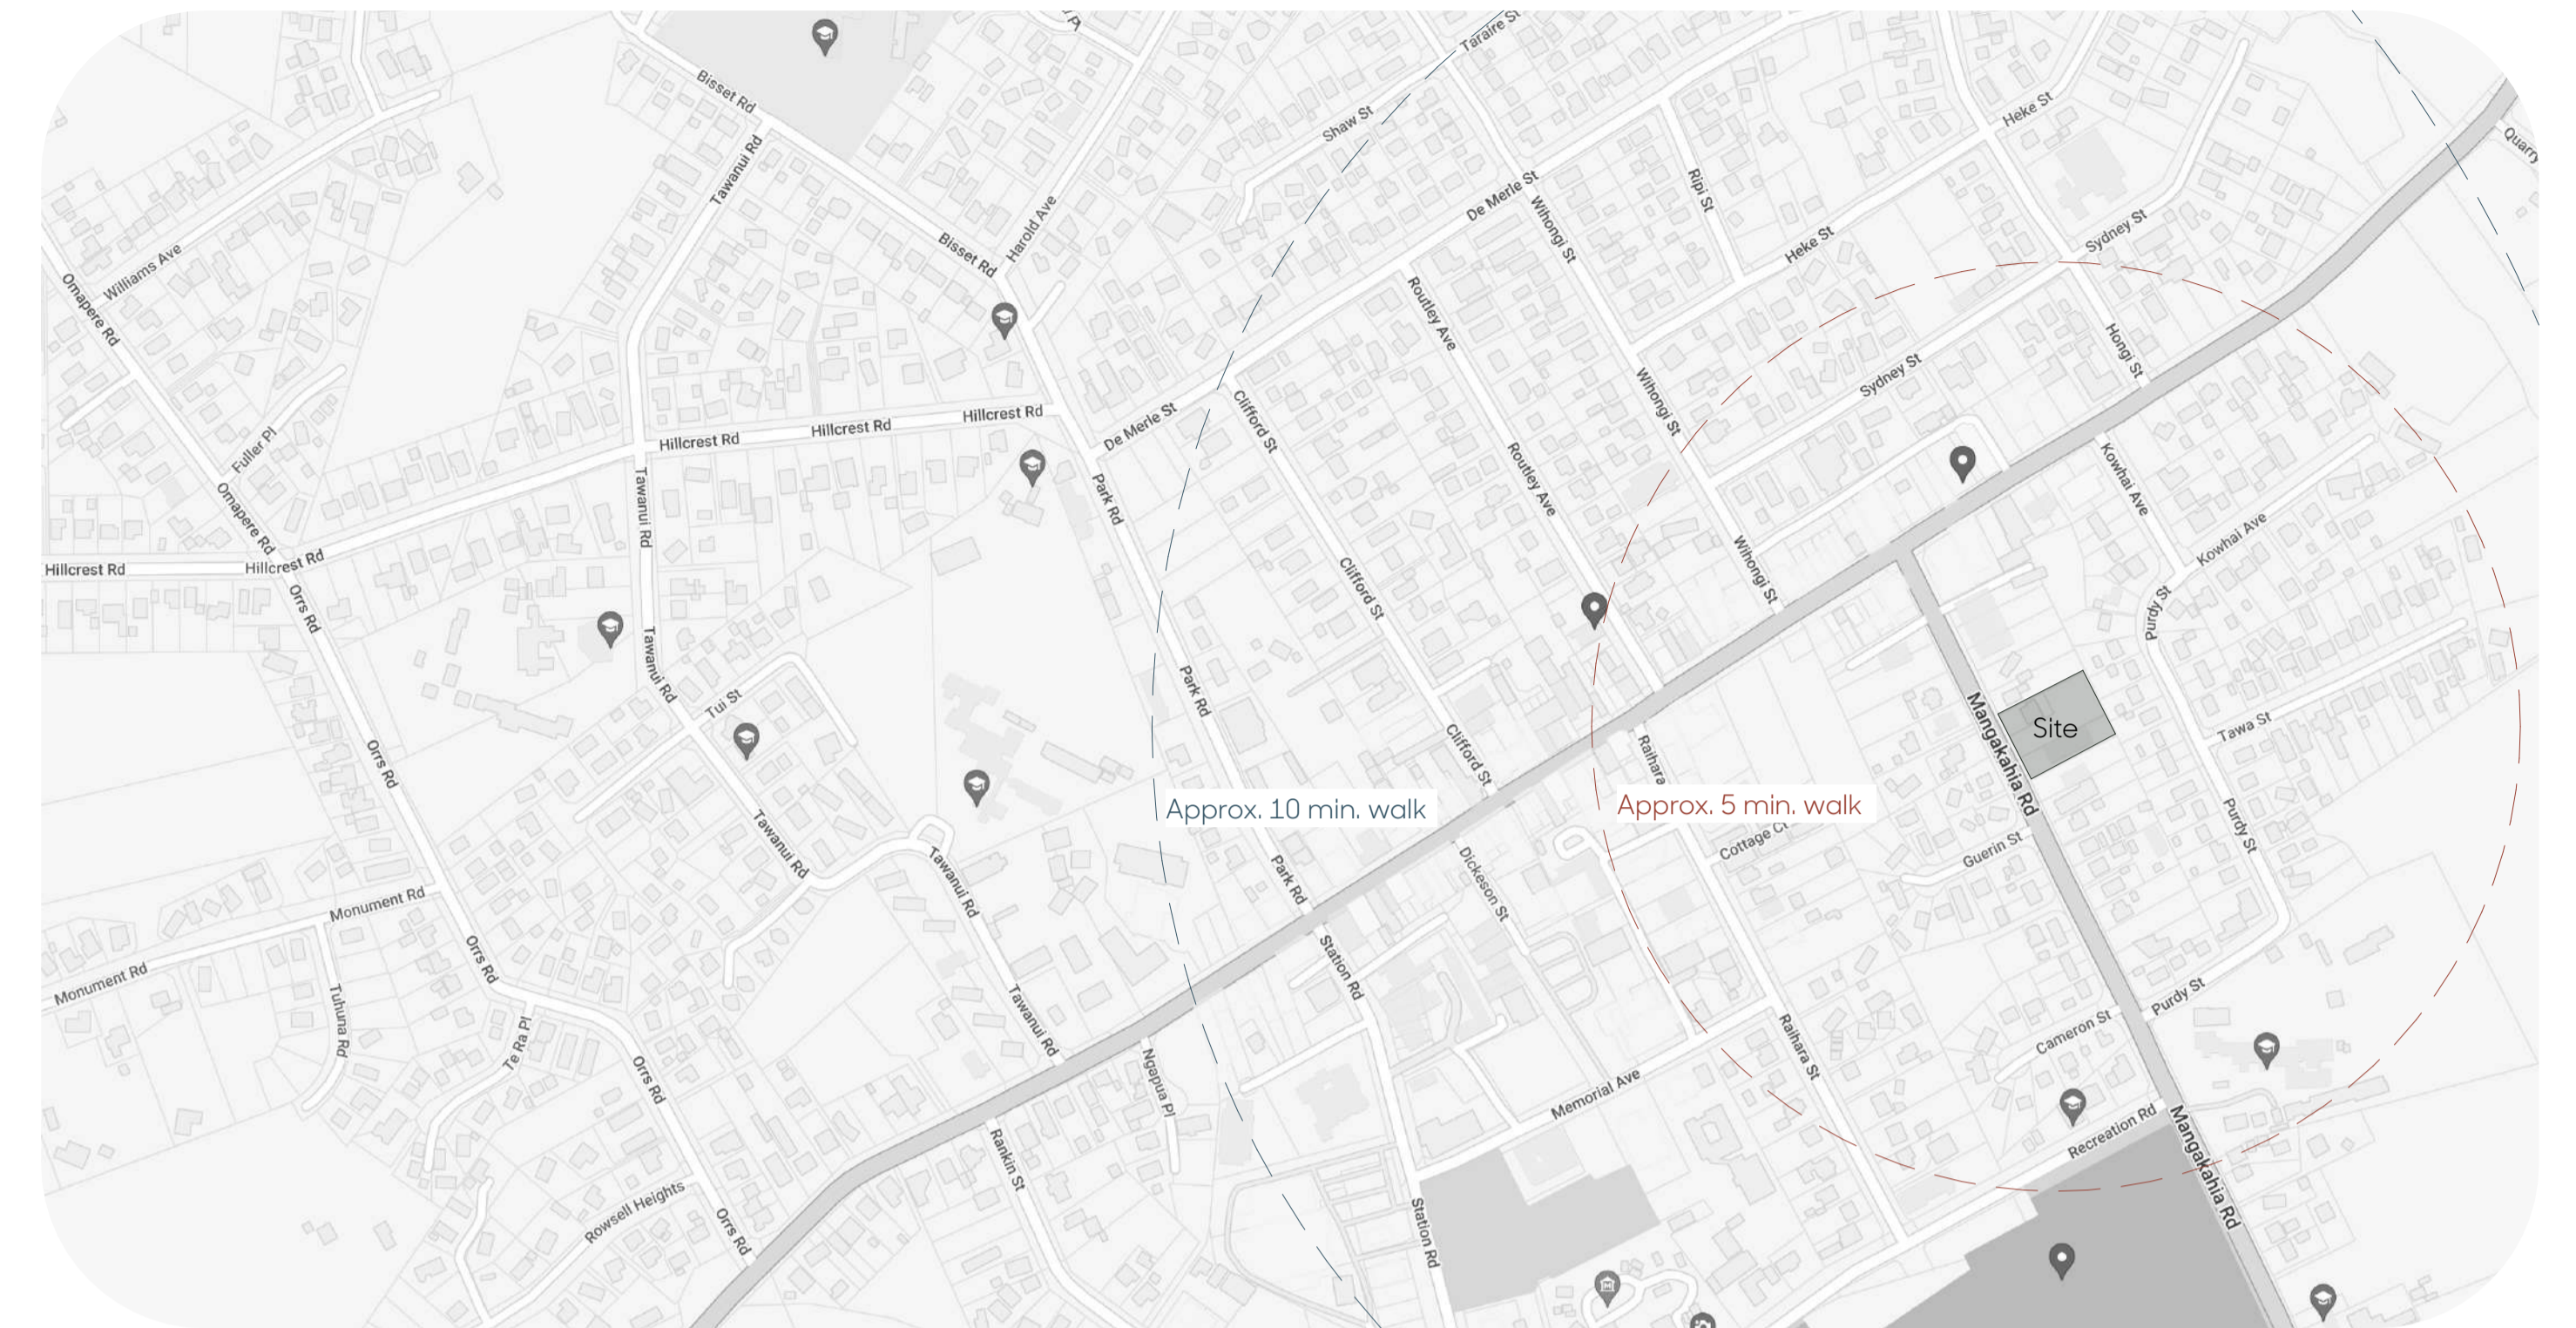 Bisset Rd
Taraire St
Shaw St
Heke St
Quarry
Tawanui Rd
De Merle St
Ripi St
Wihongi St
Harold Ave
Bisset Rd
Williams Ave
Omapere Rd
Heke St
Sydney St
Routley Ave
Hongi St
Hillcrest Rd
Hillcrest Rd
Hillcrest Rd
De Merle St
Clifford St
Wihongi St
Sydney St
Fuller Pl
Omapere Rd
Tawanui Rd
Park Rd
Routley Ave
Kowhai Ave
Kowhai Ave
Hillcrest Rd
Hillcrest Rd
Orrs Rd
Clifford St
Wihongi St
Purdy St
Tawanui Rd
Tui St
Park Rd
Clifford St
Raihara
Mangakahia Rd
Site
Tawa St
Orrs Rd
Approx. 10 min. walk
Approx. 5 min. walk
Tawanui Rd
Tawanui Rd
Park Rd
Dickeson St
Cottage Ct
Guerin St
Purdy St
Monument Rd
Monument Rd
Orrs Rd
Tuhuna Rd
Te Ra Pl
Tawanui Rd
Station Rd
Purdy St
Cameron St
Raihara St
Orrs Rd
Ngapua Pl
Memorial Ave
Recreation Rd
Mangakahia Rd
Rankin St
Rowsell Heights
Orrs Rd
Station Rd